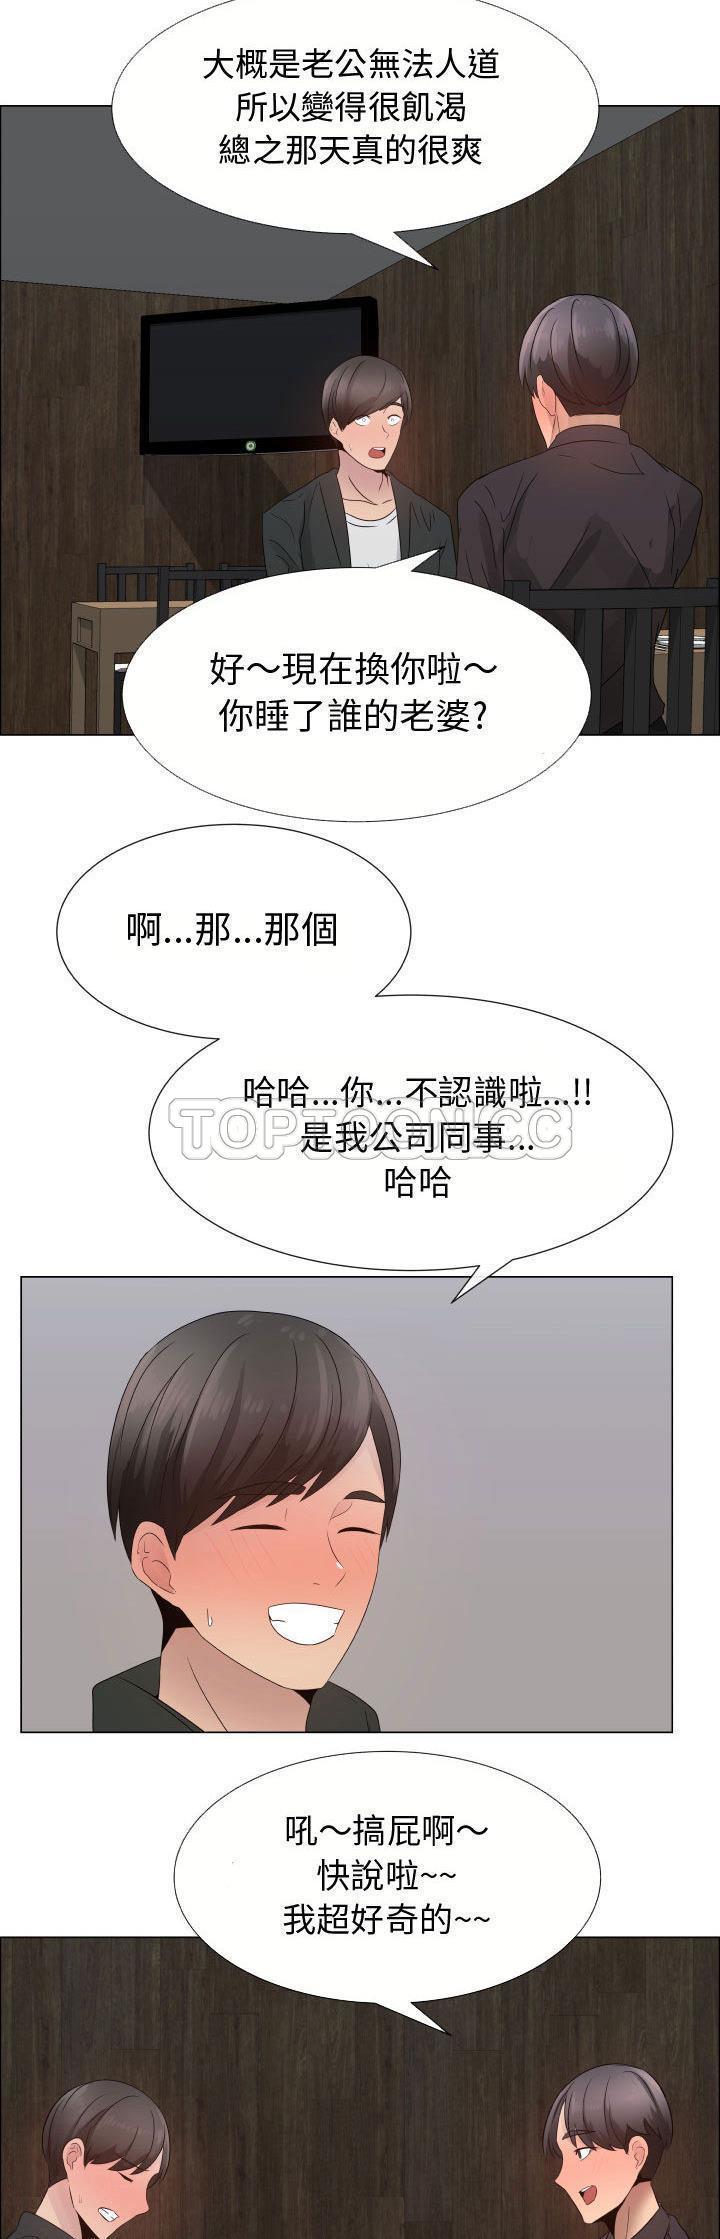 大概是老公無法人道
所以變得很飢渴
總之那天真的很爽
好～現在換你啦～
你睡了誰的老婆?
啊...那...那個
哈哈...你...不認識啦...!!
TOPTOON.CC
是我公司同事...
哈哈
吼～搞屁啊～
快說啦~~
我超好奇的~~